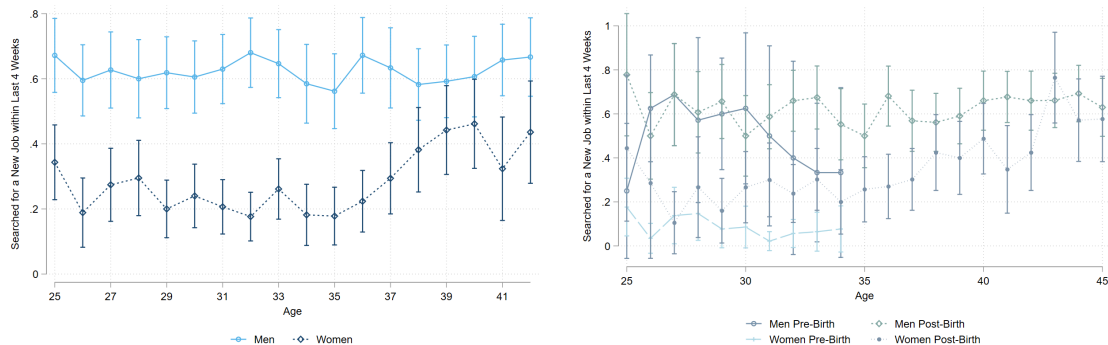 Searched for a New Job within Last 4 Weeks
.8
.6
.4
.2
0
25 27 29 31 33 35 37 39 41
Age
Men Women
Searched for a New Job within Last 4 Weeks
1
.8
.6
.4
.2
0
25 30 35 40 45
Age
Men Pre-Birth Men Post-Birth
Women Pre-Birth Women Post-Birth